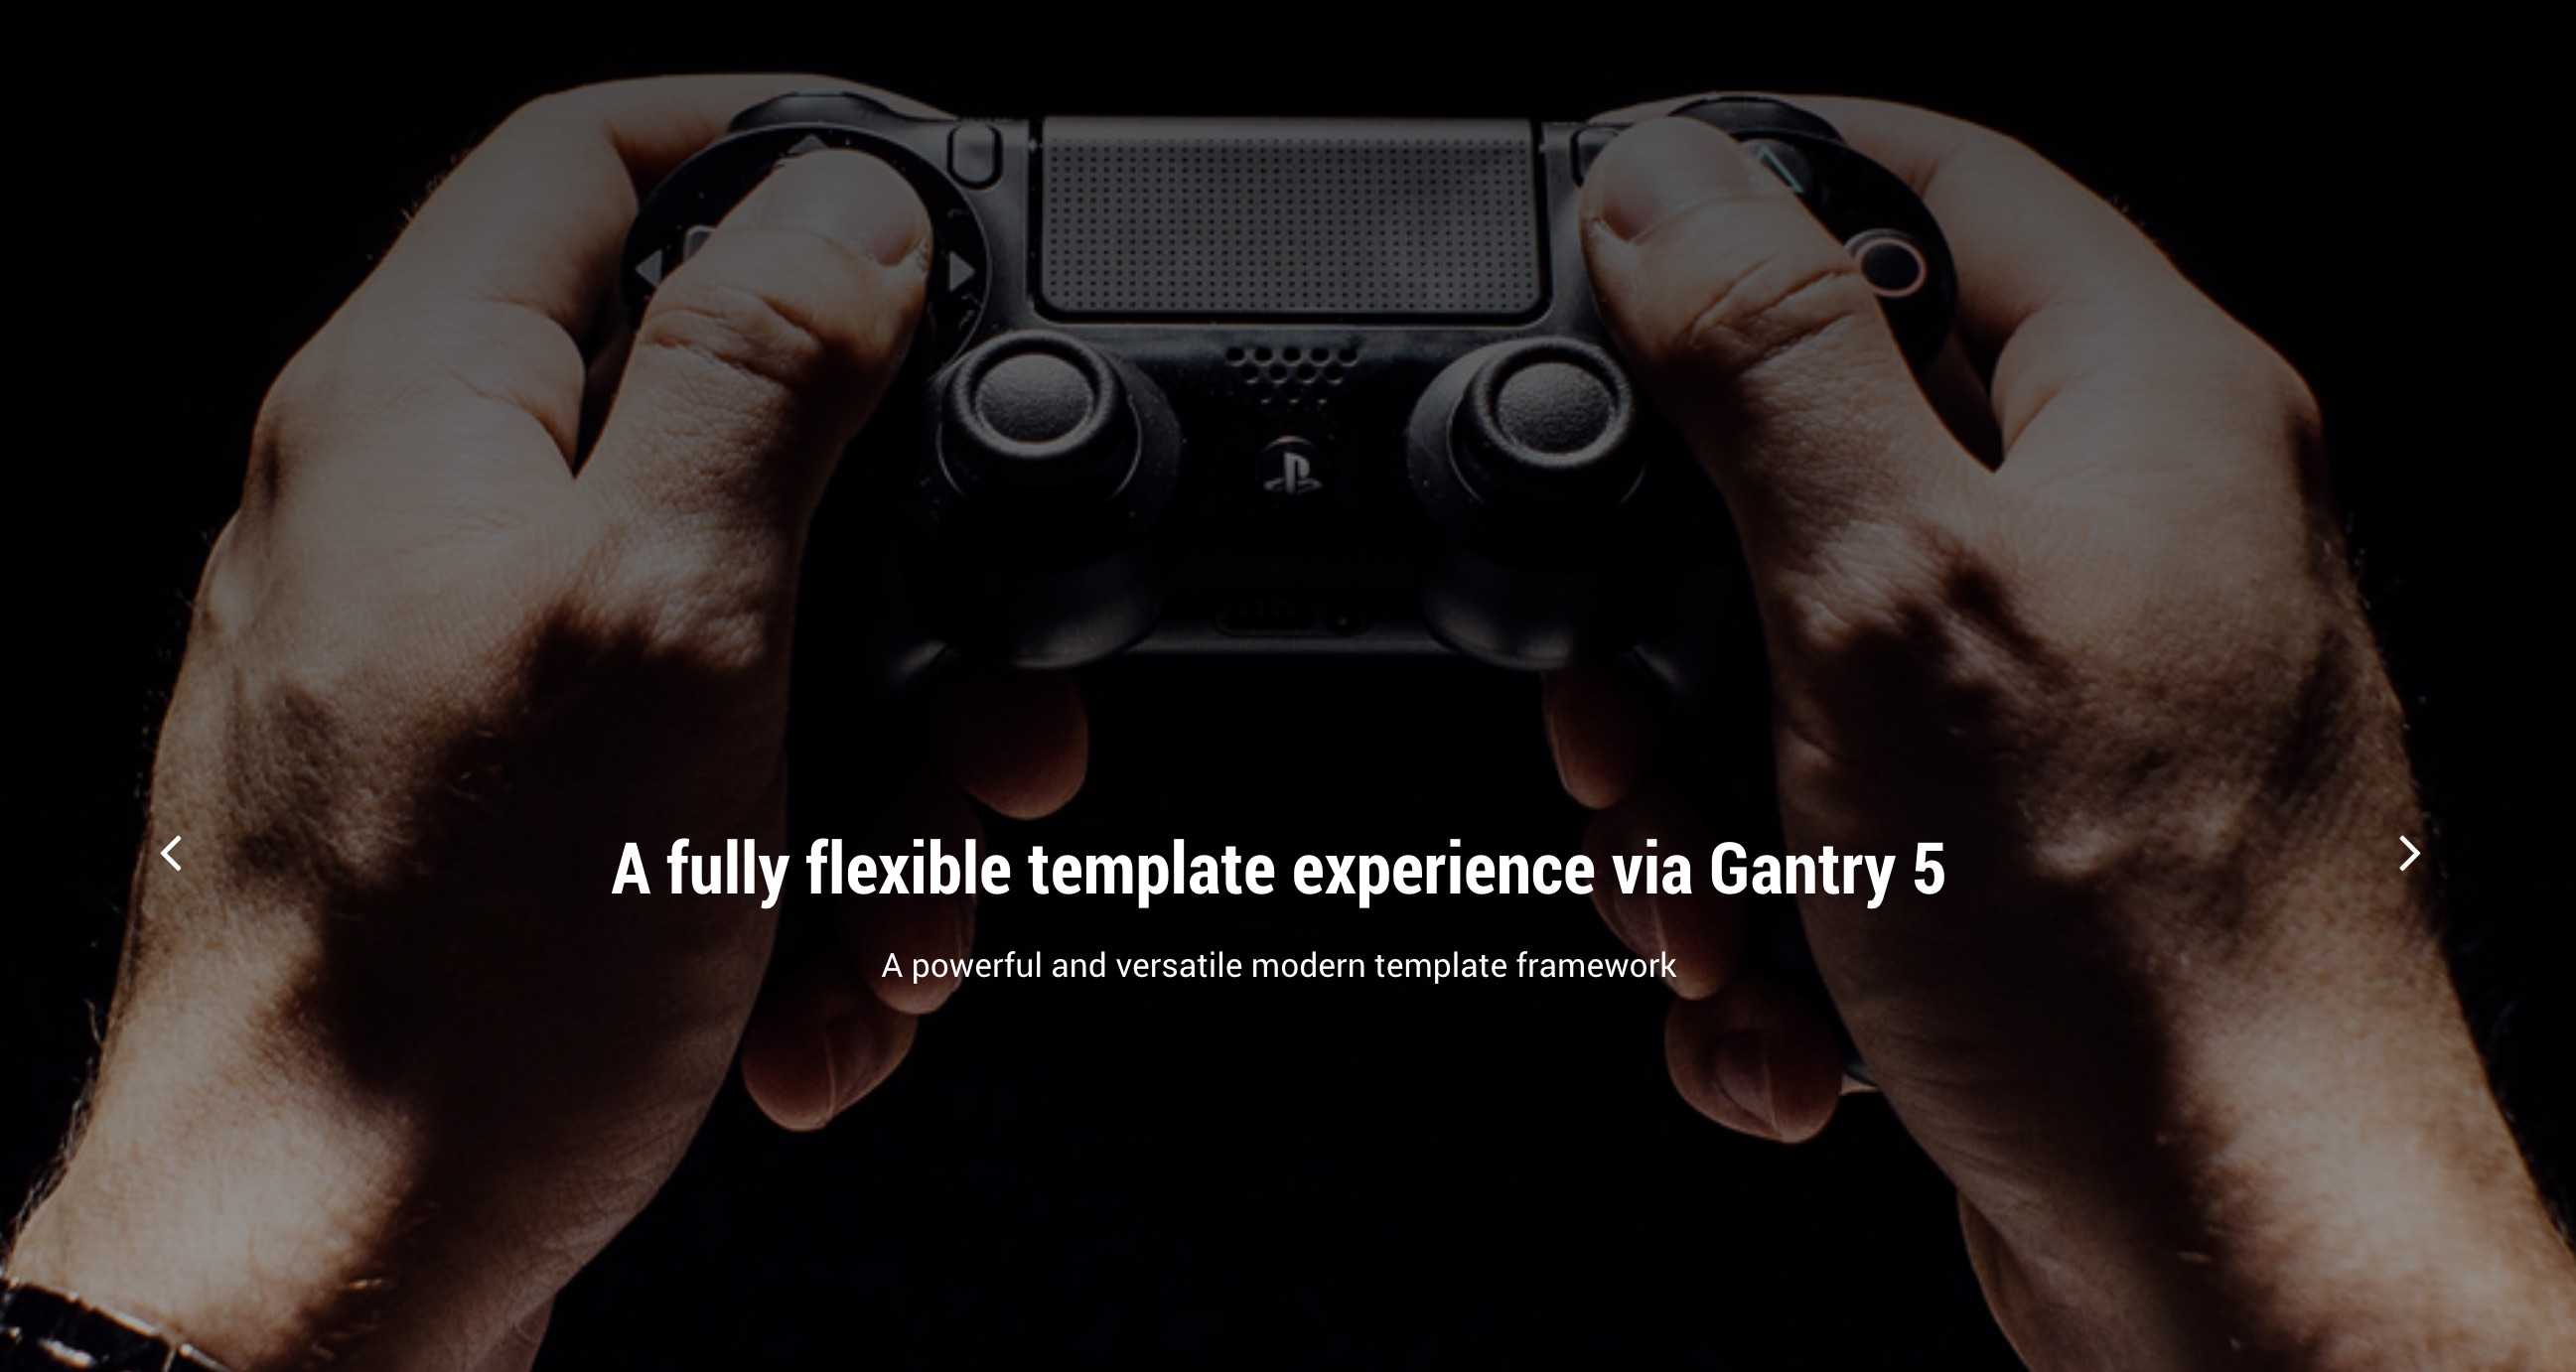 A fully flexible template experience via Gantry 5
A powerful and versatile modern template framework